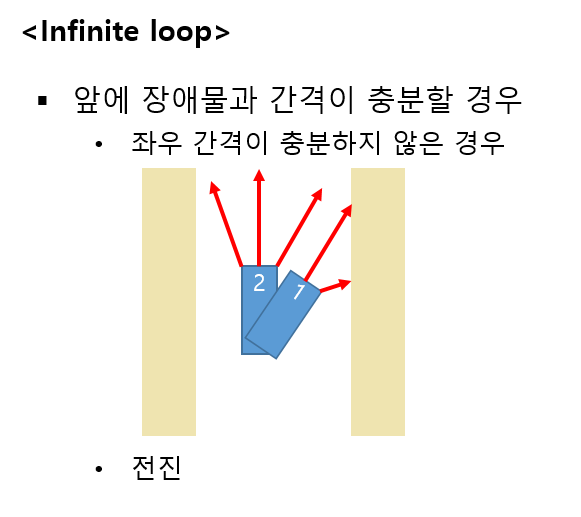 <Infinite loop>
▪ 앞에 장애물과 간격이 충분할 경우
• 좌우 간격이 충분하지 않은 경우
2
1
• 전진